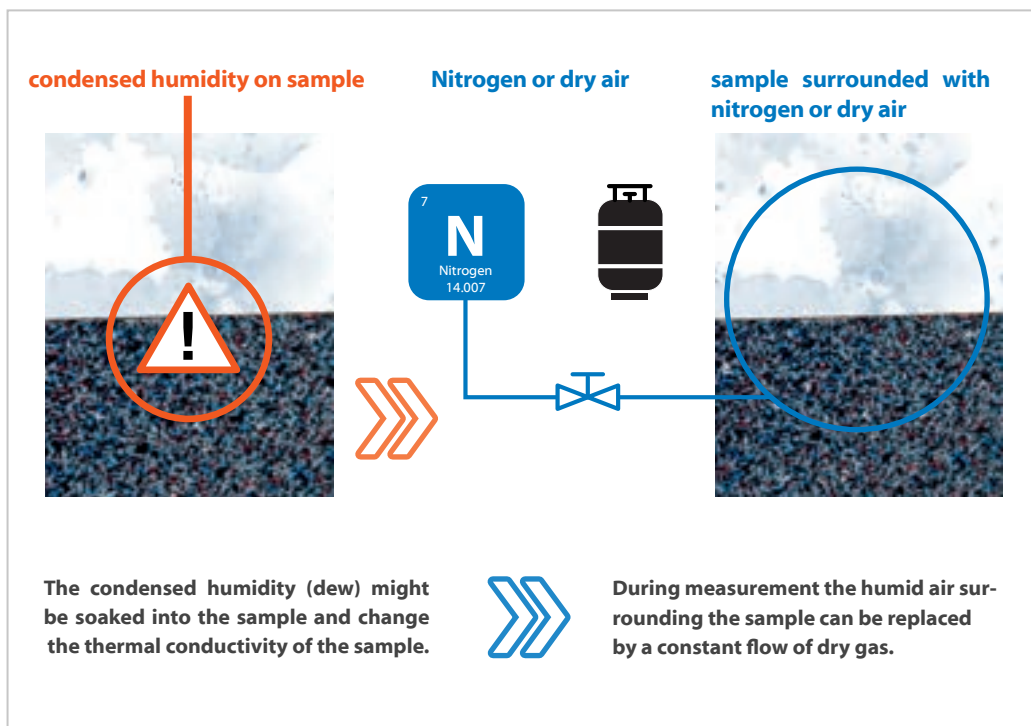 condensed humidity on sample
Nitrogen or dry air
sample surrounded with
nitrogen or dry air
7
N
Nitrogen
14.007
!
The condensed humidity (dew) might
be soaked into the sample and change
the thermal conductivity of the sample.
During measurement the humid air sur-
rounding the sample can be replaced
by a constant flow of dry gas.